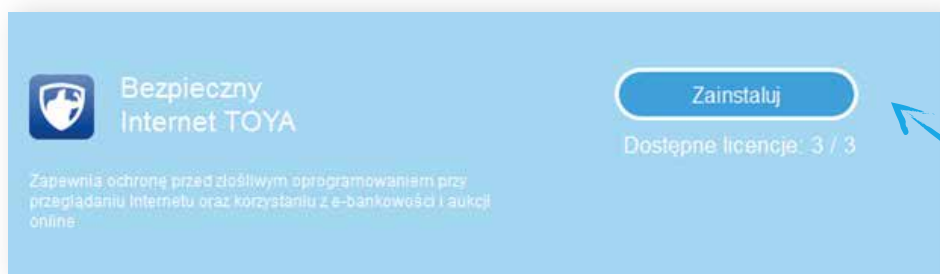 Bezpieczny
Internet TOYA
Zapewnia ochronę przed złośliwym oprogramowaniem przy
przeglądaniu Internetu oraz korzystaniu z e-bankowości i aukcji
online
Zainstaluj
Dostępne licencje: 3 / 3